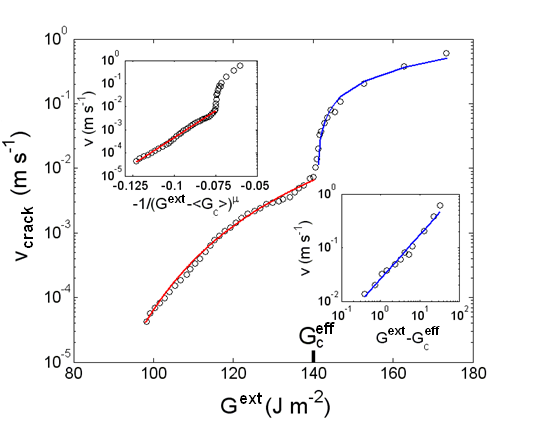 10^0
10^-1
10^-2
10^-3
10^-4
10^-5
v_crack (m s^-1)
80 100 120 140 160 180
G^ext (J m^-2)
G_c^eff
10^0
10^-1
10^-2
10^-3
10^-4
10^-5
v (m s^-1)
-0.125 -0.1 -0.075 -0.05
-1/(G^ext-<G_c>)^μ
10^0
10^-1
10^-2
v (m s^-1)
10^-1 10^0 10^1 10^2
G^ext-G_c^eff